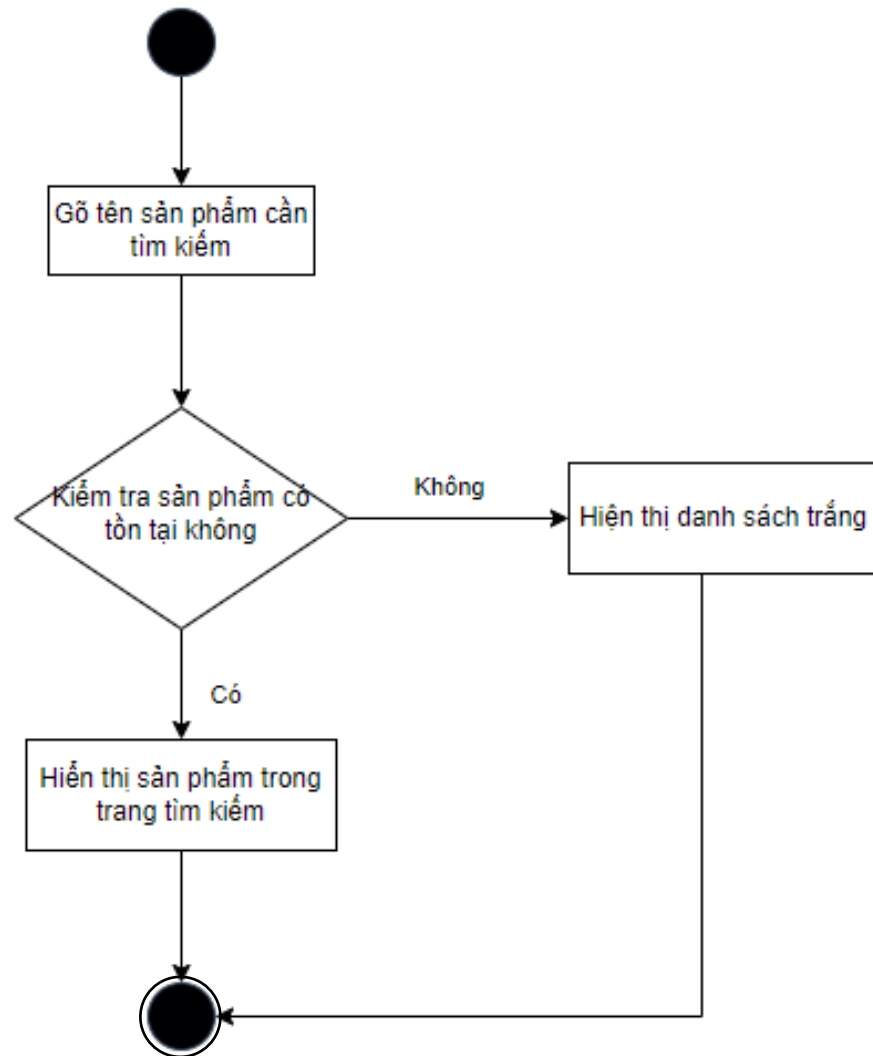 Gõ tên sản phẩm cần
tìm kiếm
Kiểm tra sản phẩm có
tồn tại không
Không
Hiện thị danh sách trắng
Có
Hiển thị sản phẩm trong
trang tìm kiếm